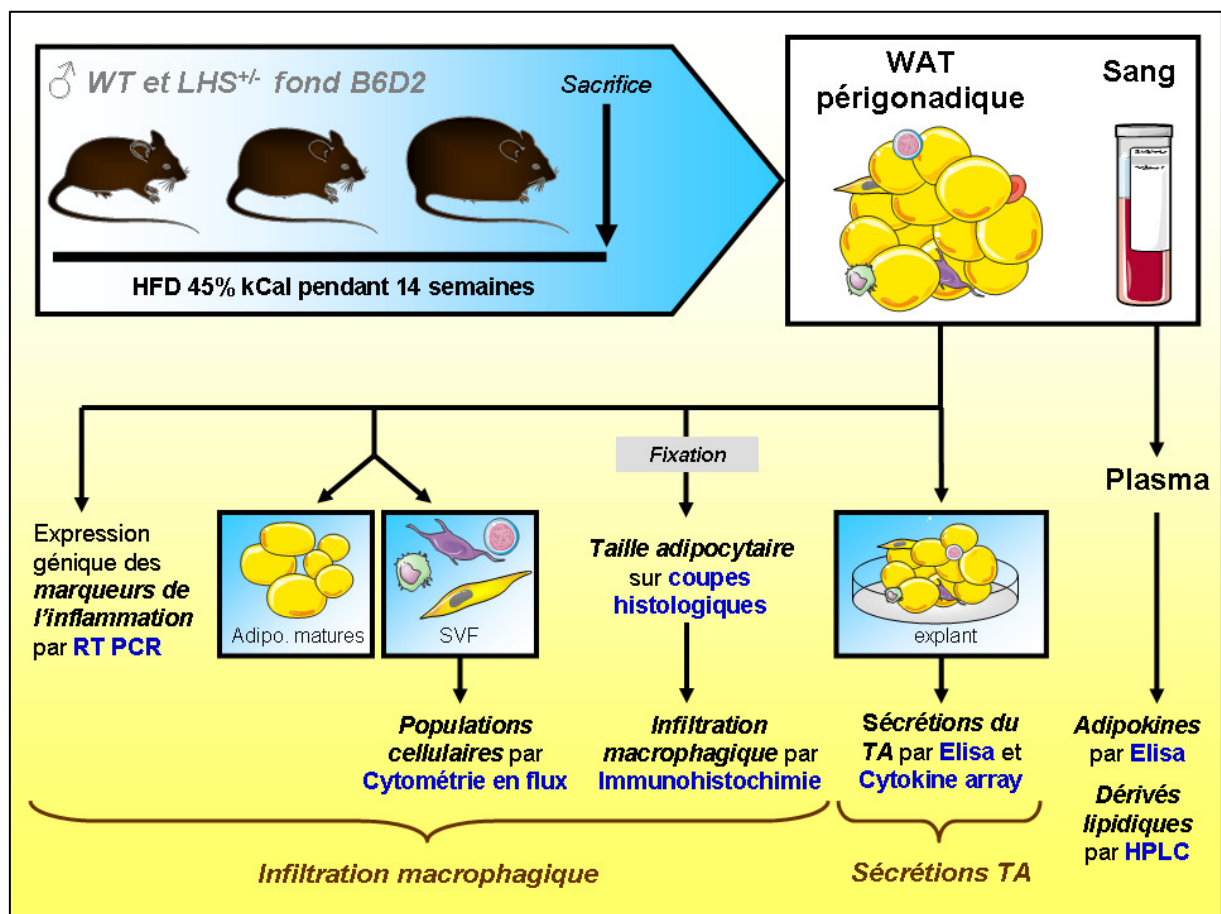 ♂ WT et LHS+/- fond B6D2
Sacrifice
HFD 45% kCal pendant 14 semaines
WAT
périgonadique
Sang
Expression
génique des
marqueurs de
l'inflammation
par RT PCR
Adipo. matures
SVF
Populations
cellulaires par
Cytométrie en flux
Fixation
Taille adipocytaire
sur coupes
histologiques
Infiltration
macrophagique par
Immunohistochimie
explant
Sécrétions du
TA par Elisa et
Cytokine array
Plasma
Adipokines
par Elisa
Dérivés
lipidiques
par HPLC
Infiltration macrophagique
Sécrétions TA